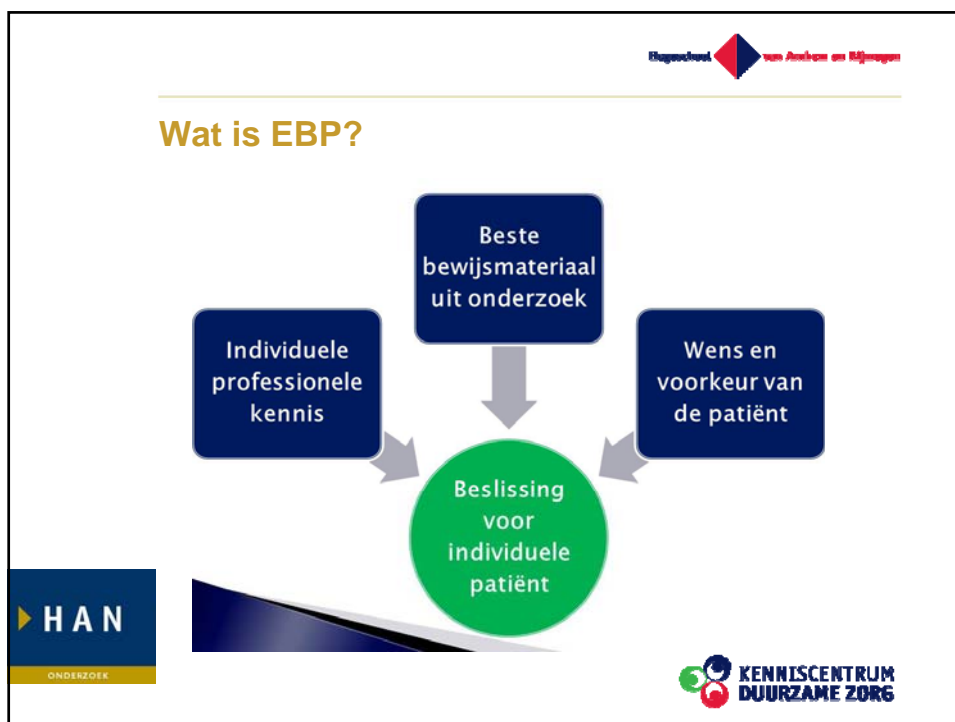 Hogeschool van Arnhem en Nijmegen
Wat is EBP?
Beste
bewijsmateriaal
uit onderzoek
Individuele
professionele
kennis
Wens en
voorkeur van
de patiënt
Beslissing
voor
individuele
patiënt
HAN
ONDERZOEK
KENNISCENTRUM
DUURZAME ZORG